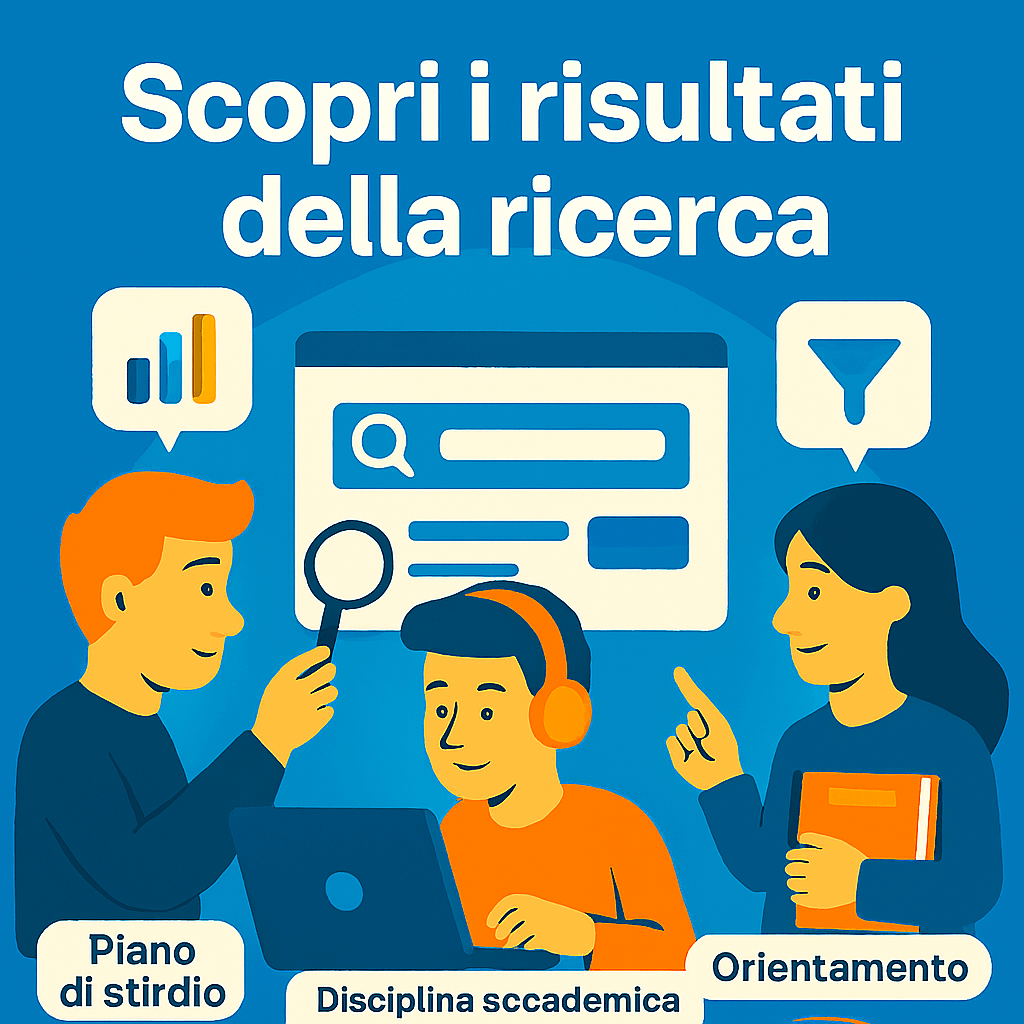 Scopri i risultati
della ricerca
Piano
di stirdio
Disciplina sccademica
Orientamento